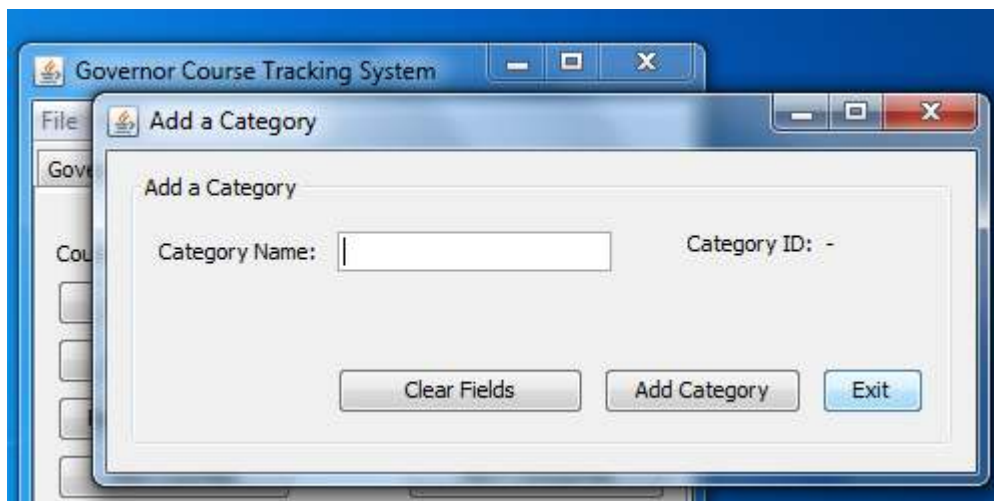 Governor Course Tracking System
File
Add a Category
Add a Category
Category Name:
Category ID: -
Clear Fields
Add Category
Exit